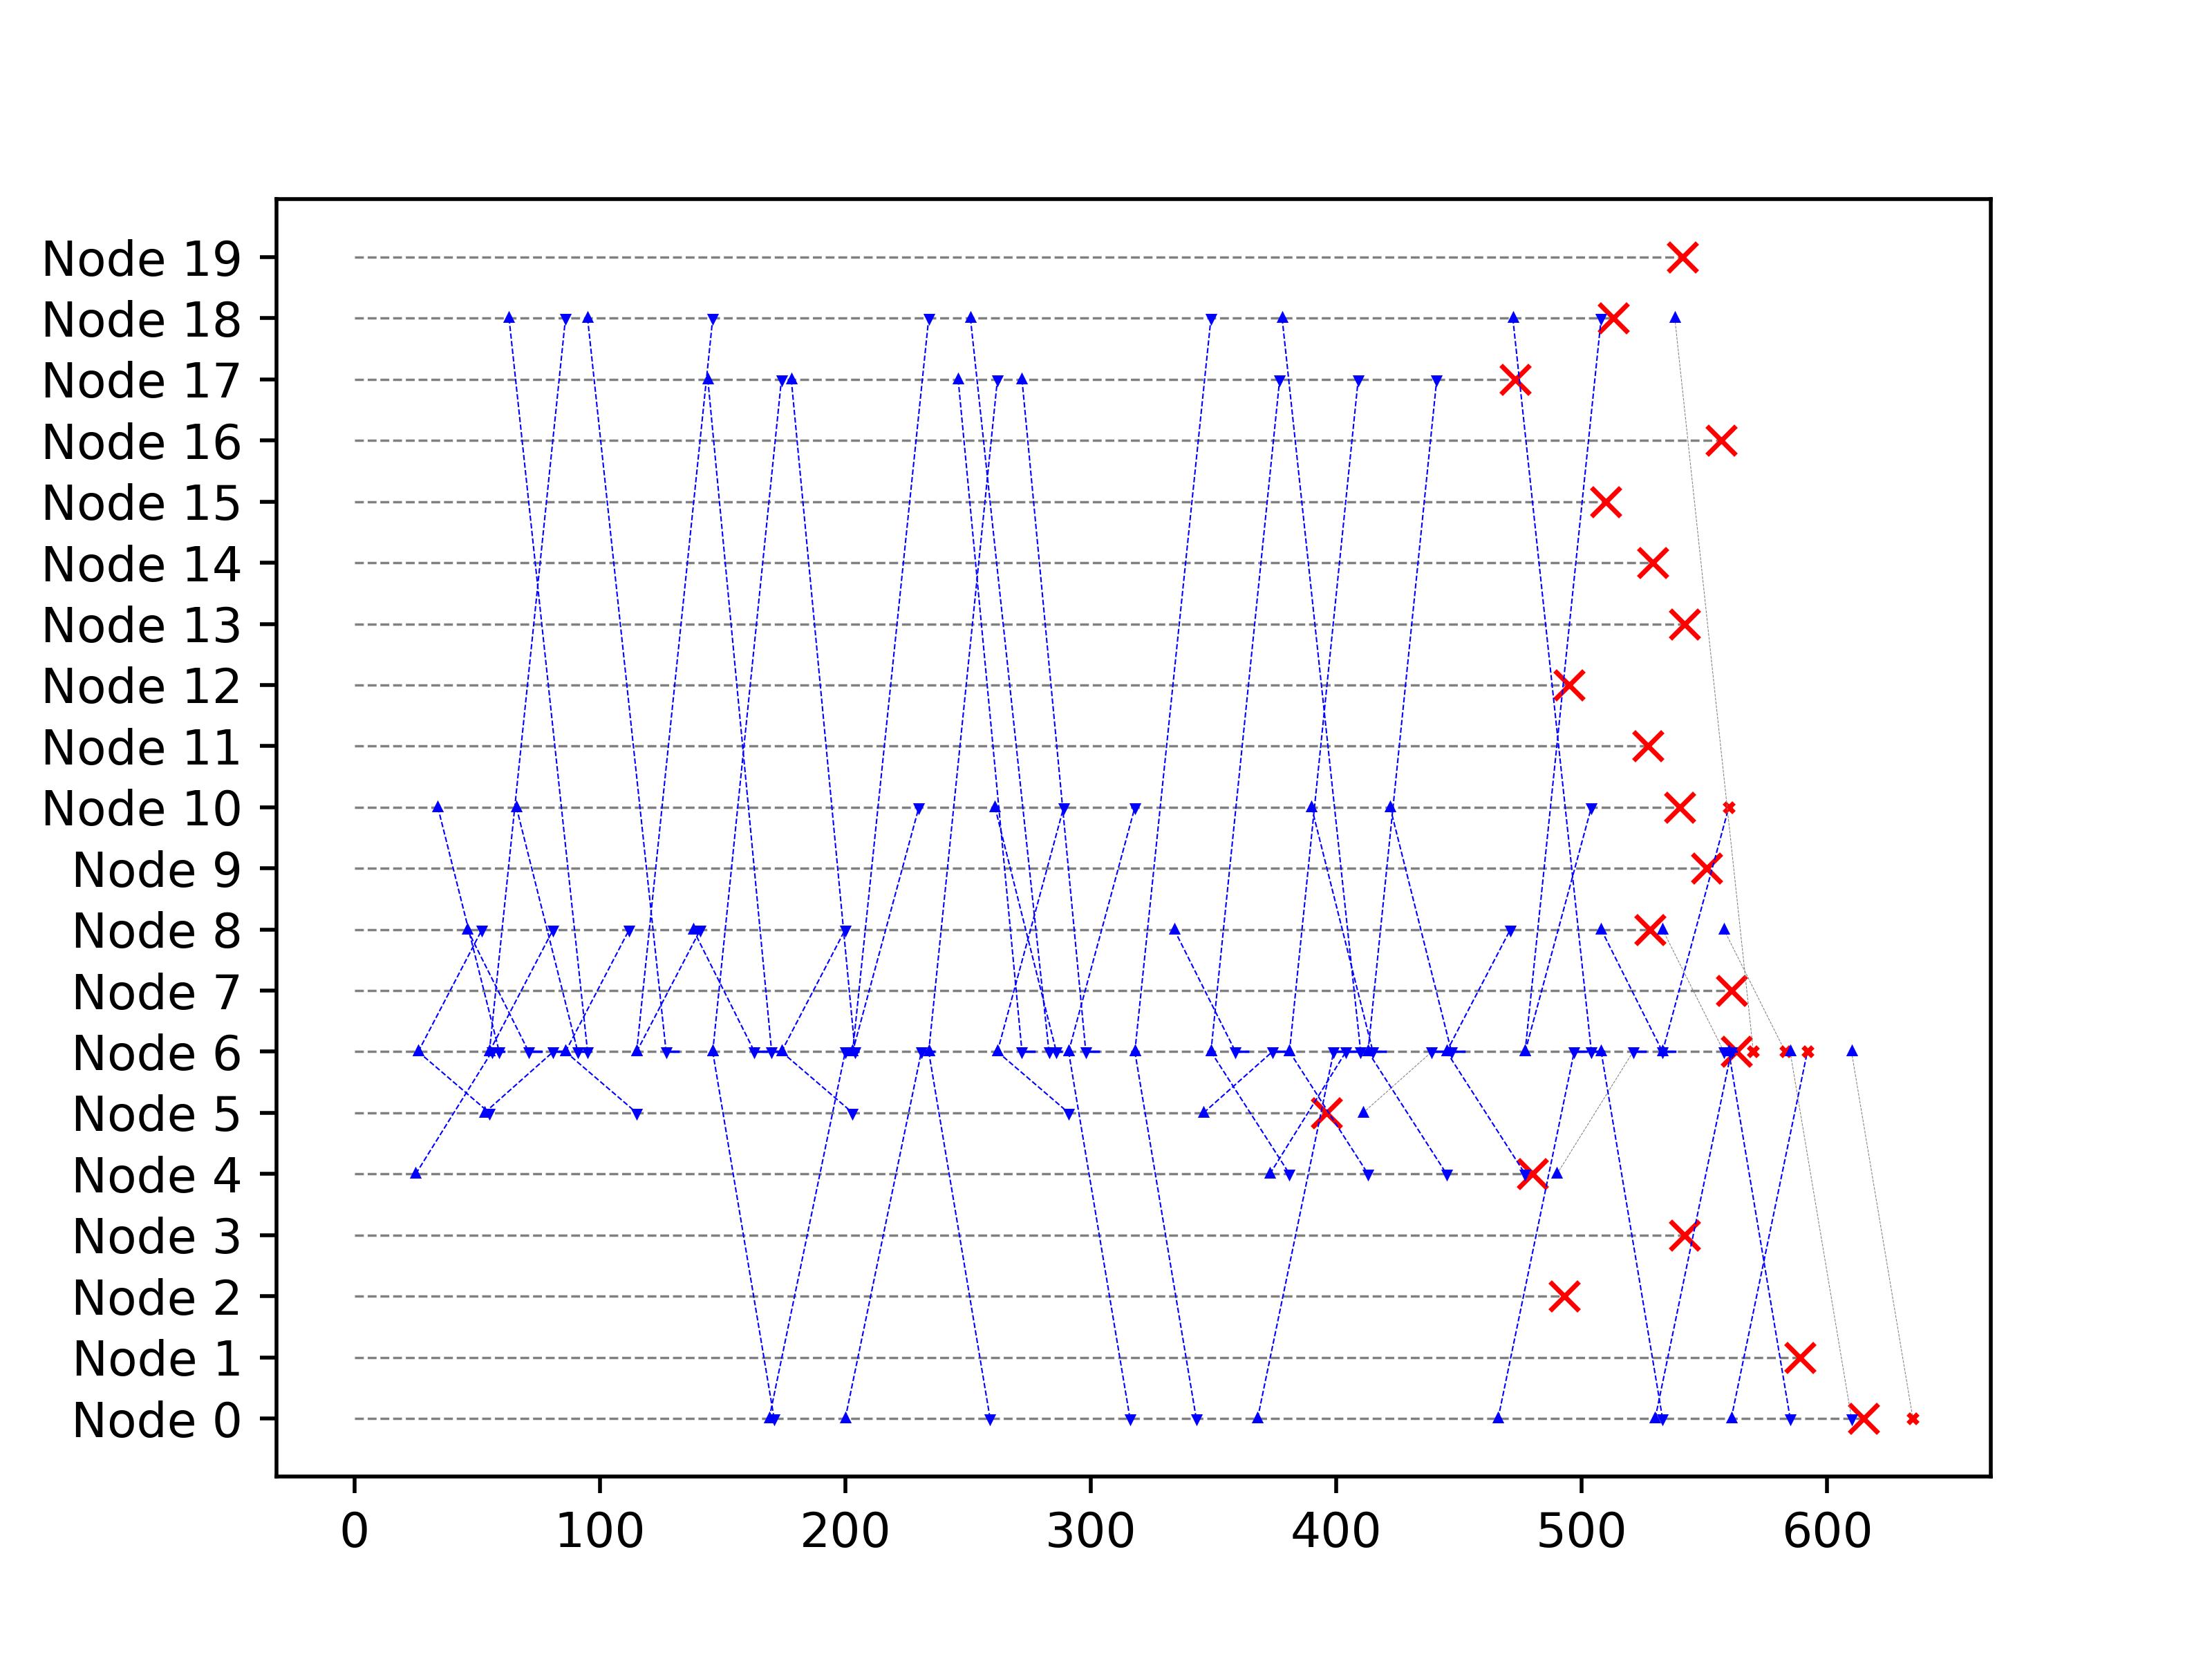 Node 19
Node 18
Node 17
Node 16
Node 15
Node 14
Node 13
Node 12
Node 11
Node 10
Node 9
Node 8
Node 7
Node 6
Node 5
Node 4
Node 3
Node 2
Node 1
Node 0
0 100 200 300 400 500 600